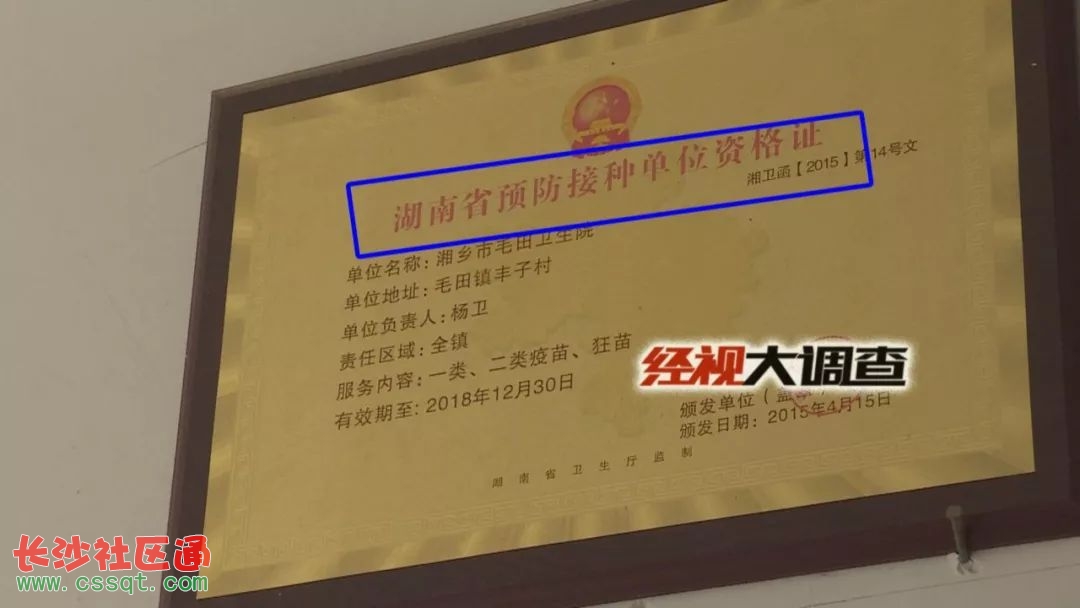 湖南省预防接种单位资格证
湘卫函【2015】第14号文
单位名称：湘乡市毛田卫生院
单位地址：毛田镇丰子村
单位负责人：杨卫
责任区域：全镇
服务内容：一类、二类疫苗、狂苗
有效期至：2018年12月30日
经视大调查
颁发单位（盖章）
颁发日期：2015年4月15日
湖南省卫生厅监制
长沙社区通
www.cssqt.com